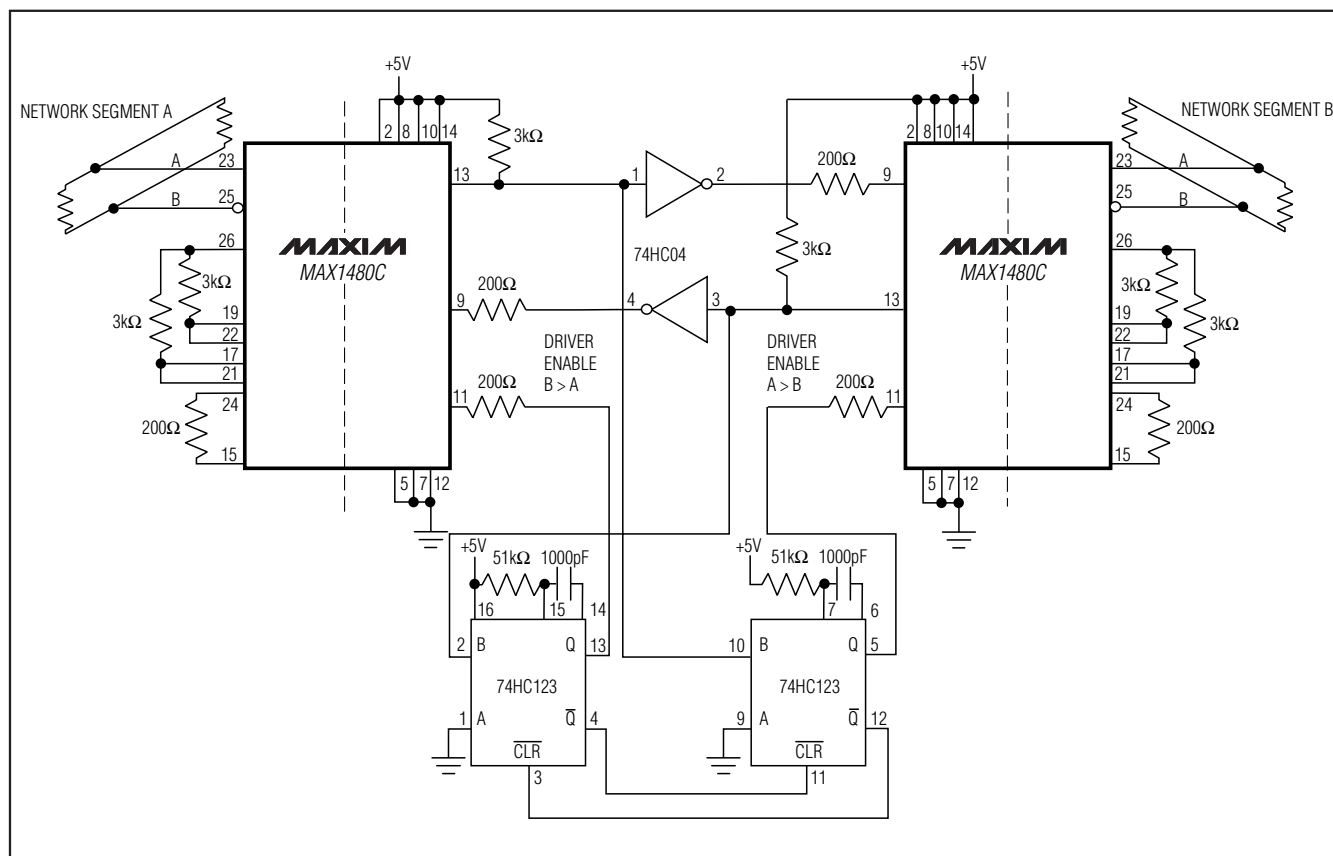 +5V
+5V
NETWORK SEGMENT A
NETWORK SEGMENT B
2 8 10 14
3kΩ
2 8 10 14
A 23
13
1 2
200Ω
9
23 A
25
B
25
B
MAXIM
MAX1480C
74HC04
3kΩ
MAXIM
MAX1480C
26
3kΩ
3kΩ
19
22
17
21
24
200Ω
15
9
200Ω
4 3
13
26
3kΩ
3kΩ
19
22
17
21
24
200Ω
15
DRIVER
ENABLE
B > A
DRIVER
ENABLE
A > B
11
200Ω
200Ω
11
5 7 12
5 7 12
+5V
51kΩ
1000pF
+5V
51kΩ
1000pF
16 15 14
7 6
2 B Q 13
10 B Q 5
74HC123
74HC123
1 A Q̅ 4
9 A Q̅ 12
C̅L̅R̅
C̅L̅R̅
3
11